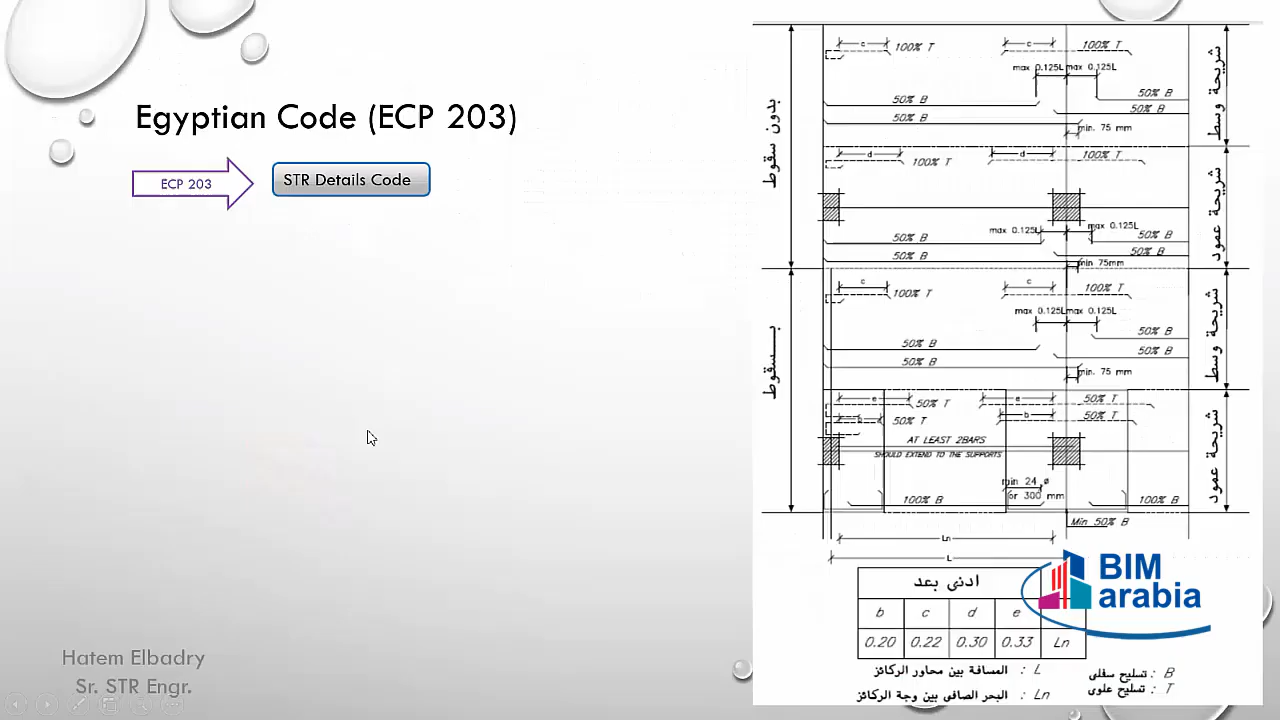 Egyptian Code (ECP 203)
ECP 203
STR Details Code
Hatem Elbadry
Sr. STR Engr.
بدون سقوط
بسقوط
شريحة وسط
شريحة عمود
شريحة وسط
شريحة عمود
c 100% T c 100% T
max 0.125L max 0.125L
50% B 50% B
50% B 50% B
min. 75 mm
d 100% T d 100% T
max 0.125L max 0.125L
50% B 50% B
50% B 50% B
min 75mm
c 100% T c 100% T
max 0.125L max 0.125L
50% B 50% B
50% B 50% B
min. 75 mm
e 50% T e 50% T
b 50% T b 50% T
AT LEAST 2BARS
SHOULD EXTEND TO THE SUPPORTS
min 24 ø
or 300 mm
100% B 100% B
Min 50% B
Ln
L
ادنى بعد
b c d e
0.20 0.22 0.30 0.33 Ln
L : المسافة بين محاور الركائز
Ln : البحر الصافى بين وجة الركائز
B : تسليح سفلى
T : تسليح علوى
BIM
arabia